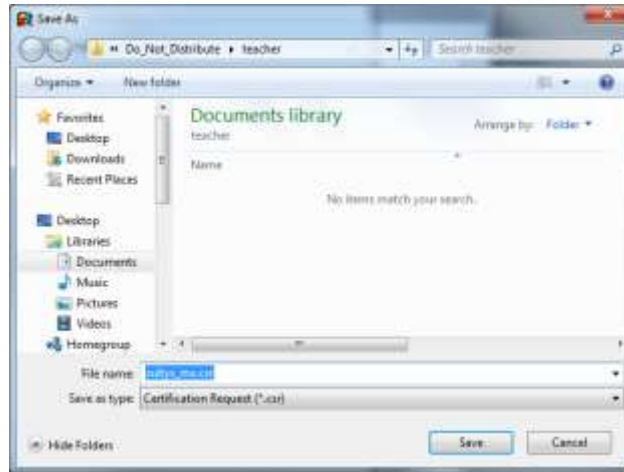 Save As
« Do_Not_Distribute ▸ teacher
Search teacher
Organize
New folder
Favorites
Desktop
Downloads
Recent Places
Desktop
Libraries
Documents
Music
Pictures
Videos
Homegroup
Documents library
teacher
Arrange by: Folder
Name
No items match your search.
File name:
Save as type: Certification Request (*.csr)
Hide Folders
Save
Cancel